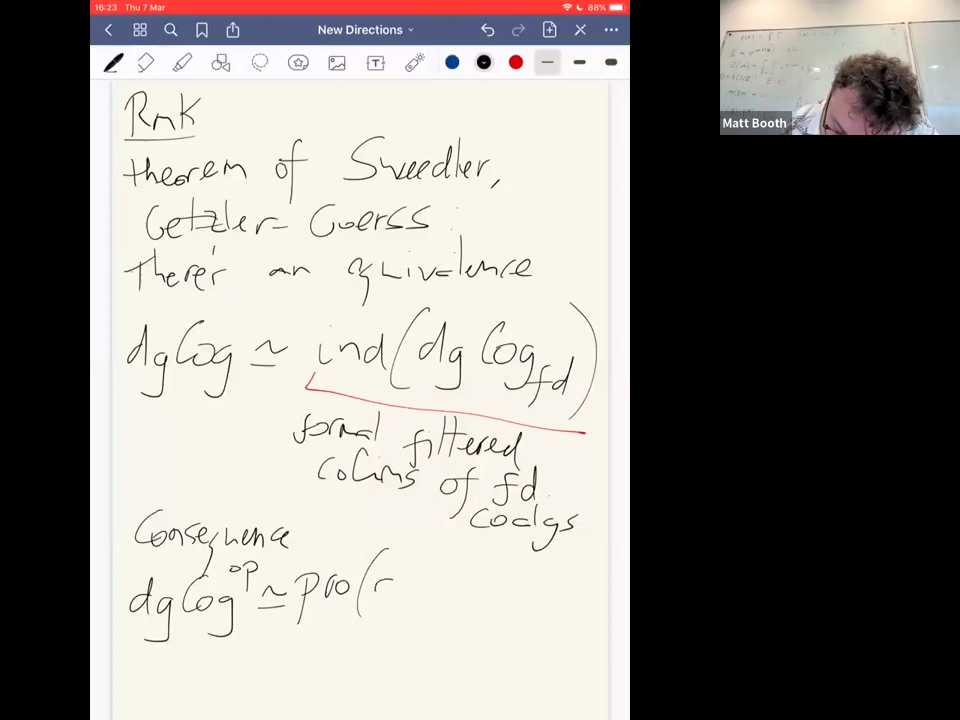 16:23 Thu 7 Mar
88%
New Directions
Matt Booth
Rmk
theorem of Sweedler,
Getzler-Goerss:
There's an equivalence
dgCog ≃ ind(dgCog_fd)
formal filtered
colims of fd
codgs
Consequence
dgCog^op ≃ pro(